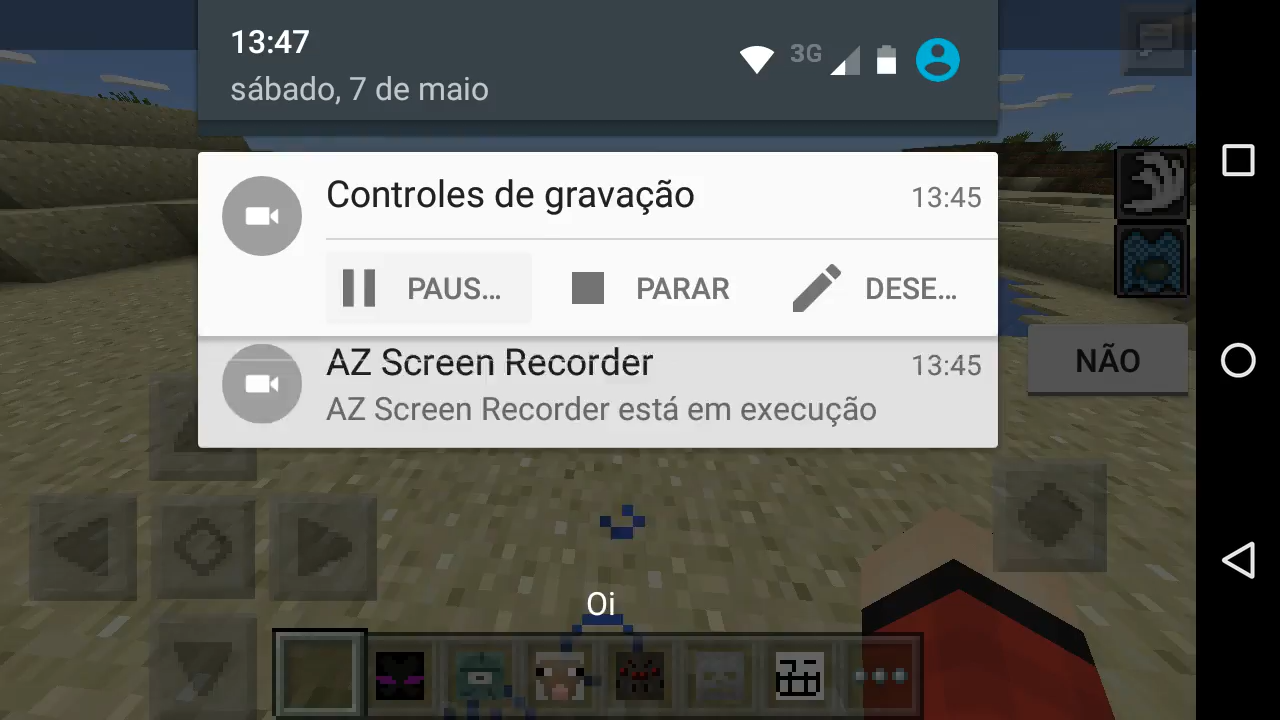 13:47
3G
sábado, 7 de maio
Controles de gravação
13:45
PAUS...
PARAR
DESE...
AZ Screen Recorder
13:45
AZ Screen Recorder está em execução
NÃO
Oi